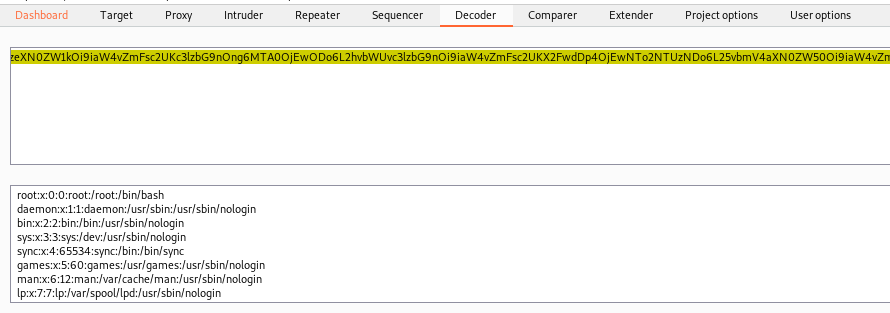 Dashboard Target Proxy Intruder Repeater Sequencer Decoder Comparer Extender Project options User options
zeXN0ZW1kOi9iaW4vZmFsc2UKc3lzbG9nOng6MTA0OjEwODo6L2hvbWUvc3lzbG9nOi9iaW4vZmFsc2UKX2FwdDp4OjEwNTo2NTUzNDo6L25vbmV4aXN0ZW50Oi9iaW4vZm
root:x:0:0:root:/root:/bin/bash
daemon:x:1:1:daemon:/usr/sbin:/usr/sbin/nologin
bin:x:2:2:bin:/bin:/usr/sbin/nologin
sys:x:3:3:sys:/dev:/usr/sbin/nologin
sync:x:4:65534:sync:/bin:/bin/sync
games:x:5:60:games:/usr/games:/usr/sbin/nologin
man:x:6:12:man:/var/cache/man:/usr/sbin/nologin
lp:x:7:7:lp:/var/spool/lpd:/usr/sbin/nologin